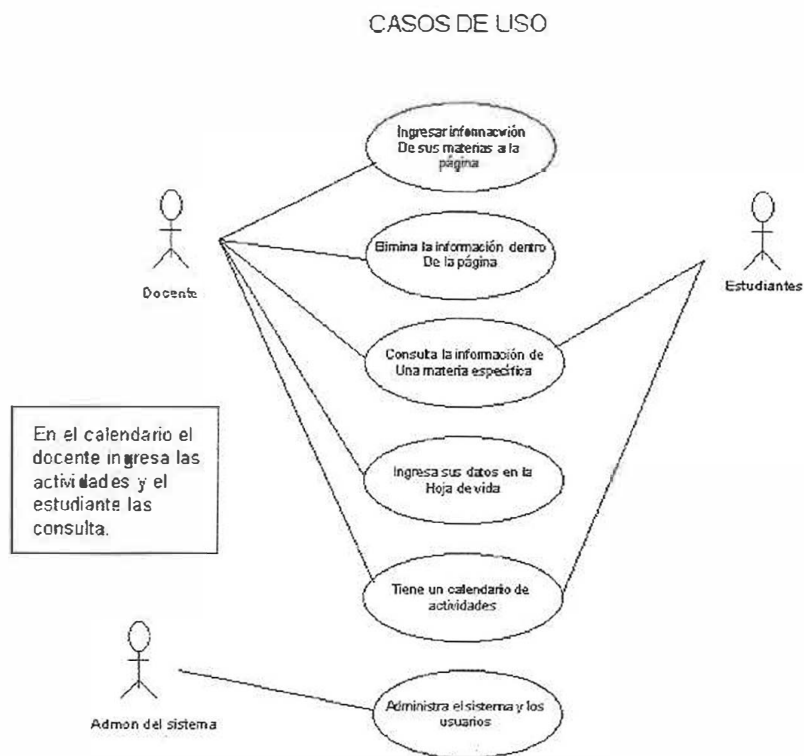 CASOS DE USO
Ingresar información
De sus materias a la
página
Elimina la información dentro
De la página
Docente
Estudiantes
Consulta la información de
Una materia específica
En el calendario el
docente ingresa las
actividades y el
estudiante las
consulta.
Ingresa sus datos en la
Hoja de vida
Tiene un calendario de
actividades
Admon del sistema
Administra el sistema y los
usuarios